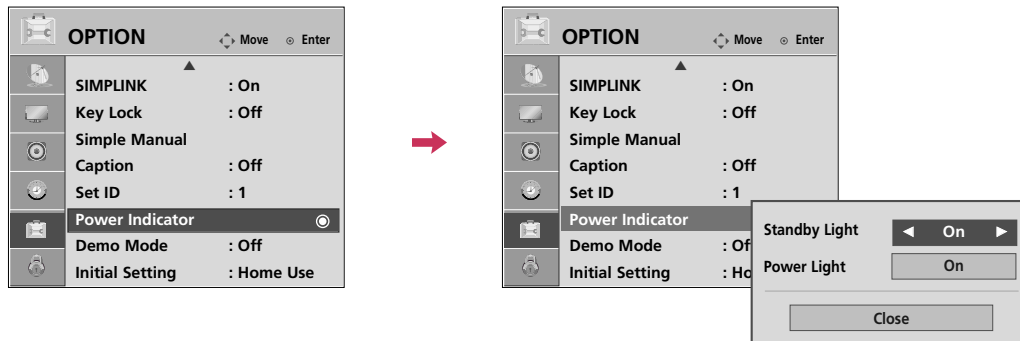 OPTION Move Enter
SIMPLINK : On
Key Lock : Off
Simple Manual
Caption : Off
Set ID : 1
Power Indicator
Demo Mode : Off
Initial Setting : Home Use
OPTION Move Enter
SIMPLINK : On
Key Lock : Off
Simple Manual
Caption : Off
Set ID : 1
Power Indicator
Demo Mode : Of
Initial Setting : Ho
Standby Light ◀ On ▶
Power Light On
Close